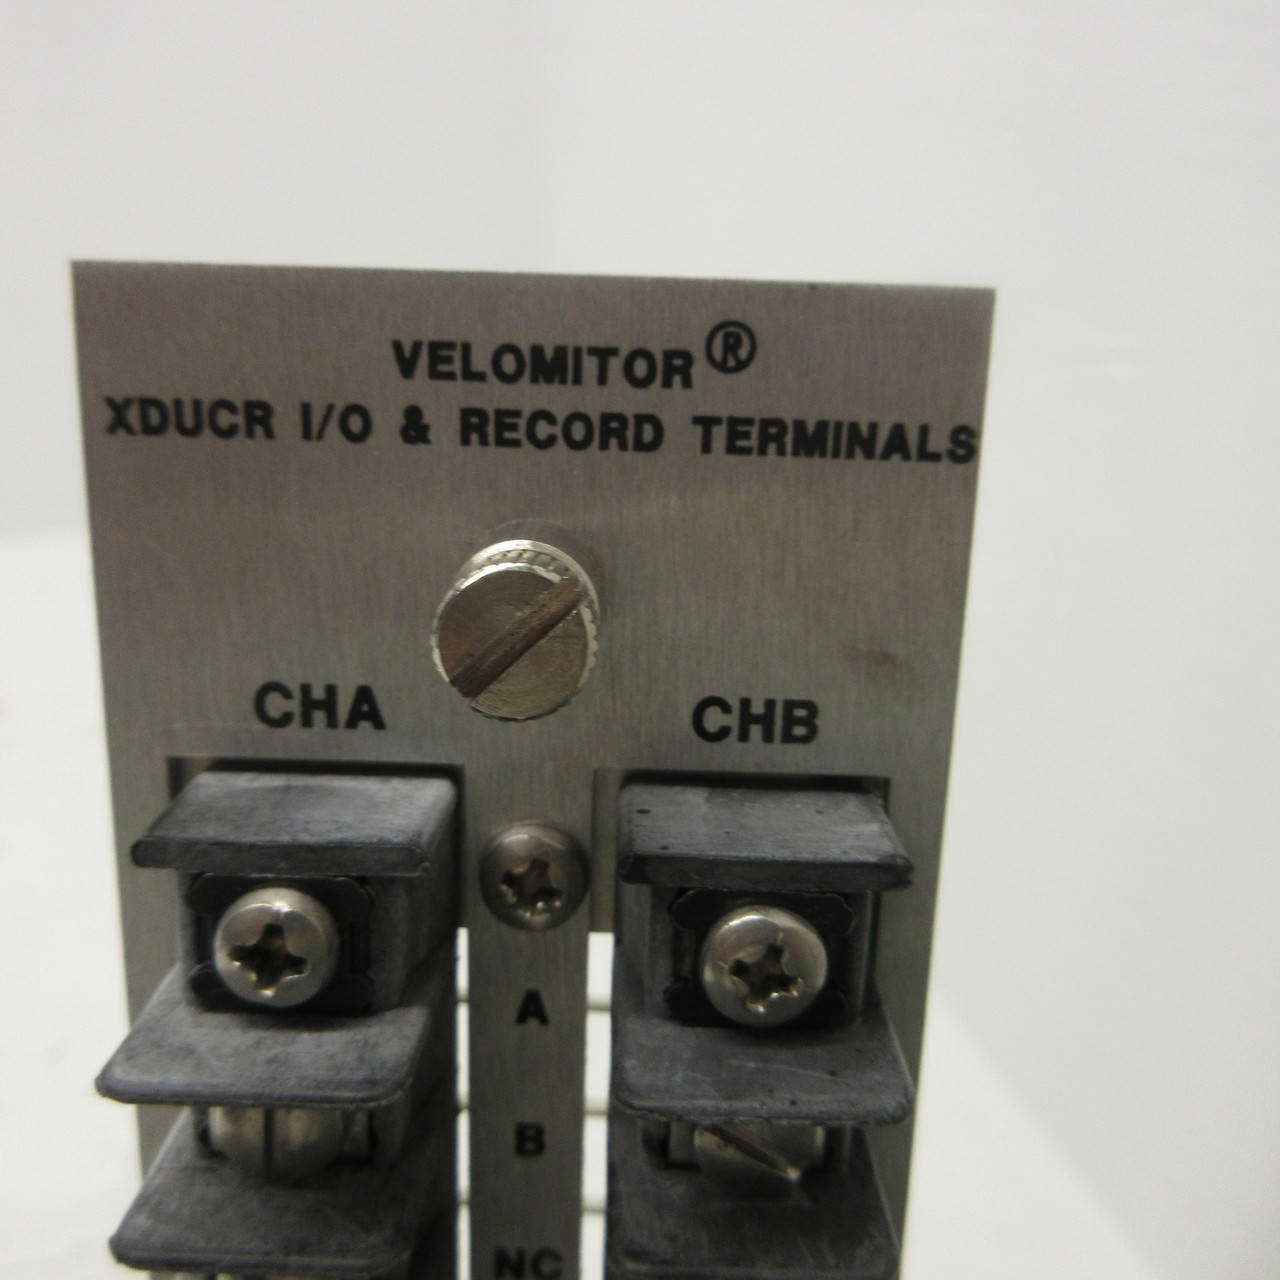 VELOMITOR®
XDUCR I/O & RECORD TERMINALS
CHA CHB
A
B
NC